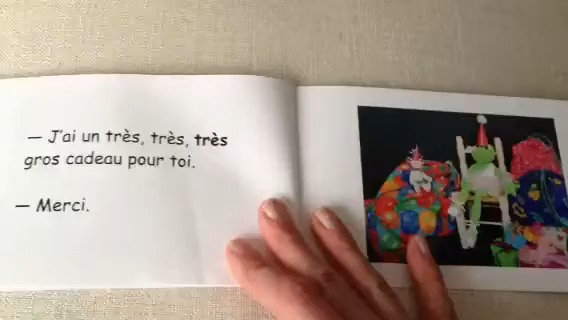 — J'ai un très, très, très
gros cadeau pour toi.
— Merci.